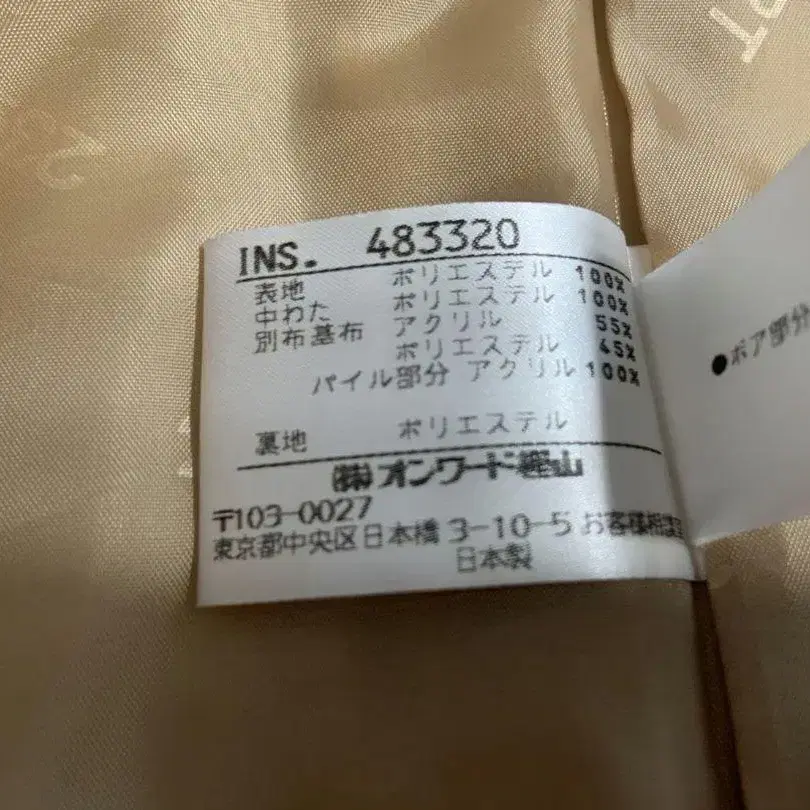 INS. 483320
表地 ポリエステル 100%
中わた ポリエステル 100%
別布基布 アクリル 55%
ポリエステル 45%
パイル部分 アクリル 100%
裏地 ポリエステル
(株)オンワード樫山
〒103-0027
東京都中央区日本橋 3-10-5 お客様相談室
日本製
●ボア部分